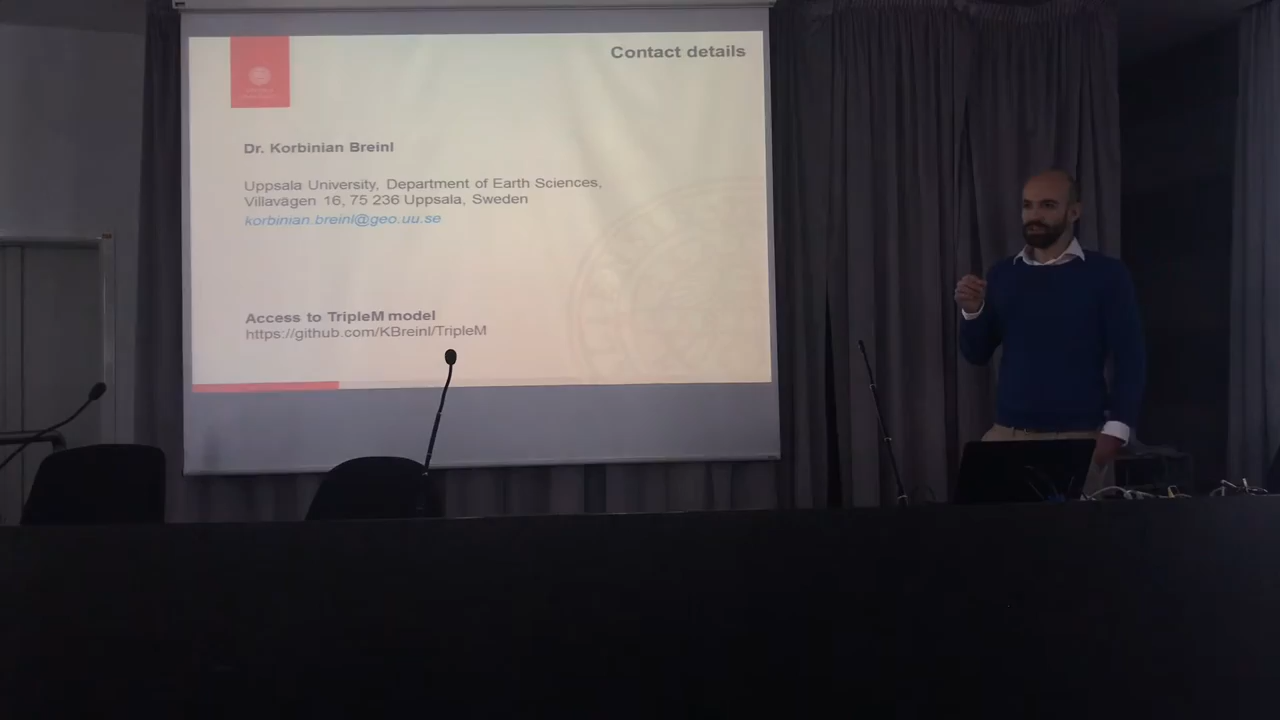 Contact details
Dr. Korbinian Breinl
Uppsala University, Department of Earth Sciences,
Villavägen 16, 75 236 Uppsala, Sweden
korbinian.breinl@geo.uu.se
Access to TripleM model
https://github.com/KBreinl/TripleM